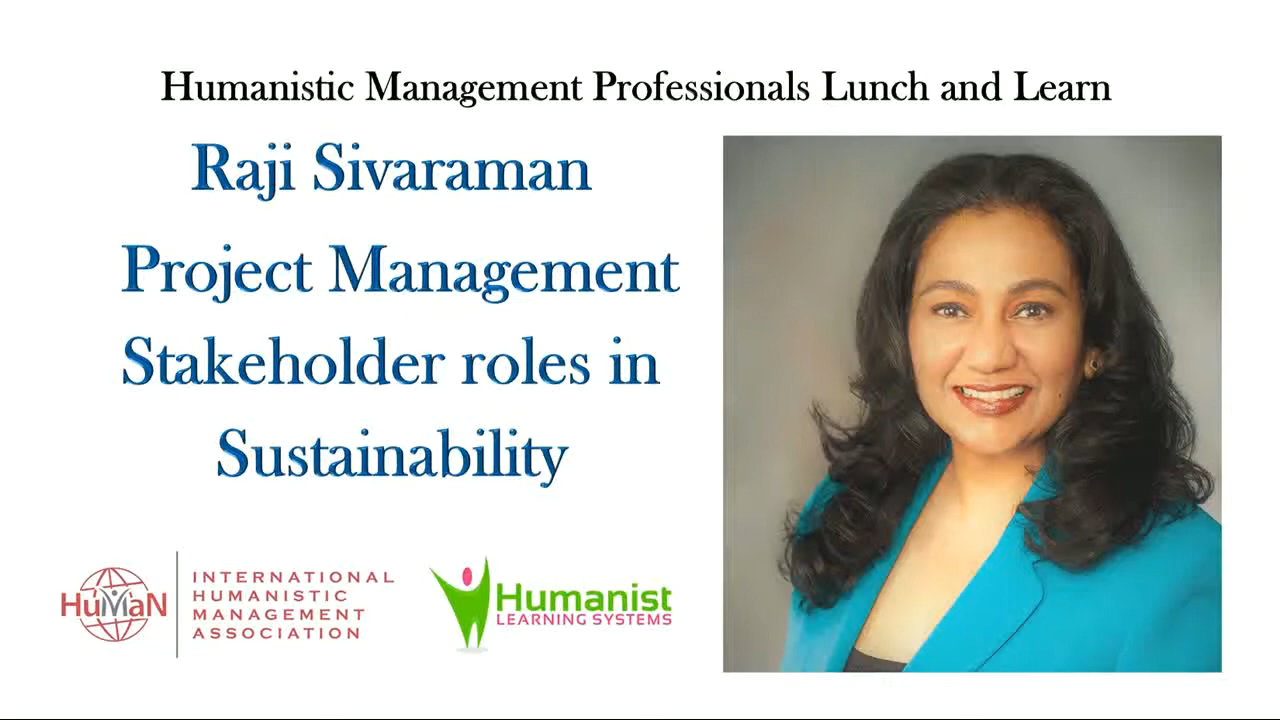 Humanistic Management Professionals Lunch and Learn
Raji Sivaraman
Project Management
Stakeholder roles in
Sustainability
HuMaN
INTERNATIONAL
HUMANISTIC
MANAGEMENT
ASSOCIATION
Humanist
LEARNING SYSTEMS